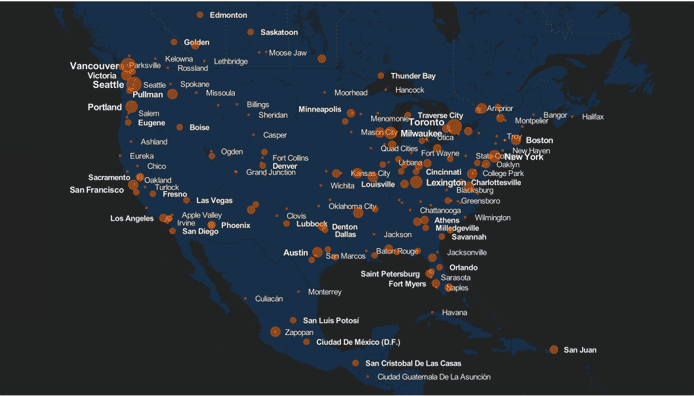 Edmonton
Saskatoon
Golden
Moose Jaw
Kelowna
Lethbridge
Vancouver
Parksville
Rossland
Victoria
Thunder Bay
Seattle
Seattle
Spokane
Hancock
Pullman
Missoula
Moorhead
Portland
Billings
Minneapolis
Traverse City
Arnprior
Salem
Sheridan
Menomonie
Bangor
Halifax
Eugene
Boise
Toronto
Montpelier
Casper
Mason City
Milwaukee
Utica
Troy
Boston
Ashland
Quad Cities
New Haven
Eureka
Ogden
Fort Collins
Fort Wayne
State
New York
Chico
Denver
Urbana
Oaklyn
Grand Junction
Kansas City
Cincinnati
College Park
Sacramento
Oakland
Wichita
Louisville
Lexington
Charlottesville
San Francisco
Turlock
Blacksburg
Fresno
Las Vegas
Greensboro
Oklahoma City
Los Angeles
Apple Valley
Clovis
Chattanooga
Wilmington
Irvine
Phoenix
Lubbock
Denton
Athens
San Diego
Dallas
Jackson
Milledgeville
Savannah
Austin
San Marcos
Baton Rouge
Jacksonville
Saint Petersburg
Orlando
Sarasota
Fort Myers
Naples
Culiacán
Monterrey
Havana
San Luis Potosí
Zapopan
Ciudad De México (D.F.)
San Juan
San Cristobal De Las Casas
Ciudad Guatemala De La Asunción